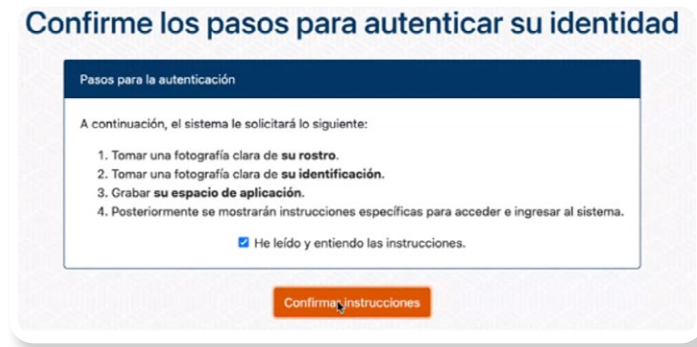 Confirme los pasos para autenticar su identidad
Pasos para la autenticación
A continuación, el sistema le solicitará lo siguiente:
1. Tomar una fotografía clara de su rostro.
2. Tomar una fotografía clara de su identificación.
3. Grabar su espacio de aplicación.
4. Posteriormente se mostrarán instrucciones específicas para acceder e ingresar al sistema.
He leído y entiendo las instrucciones.
Confirmar instrucciones